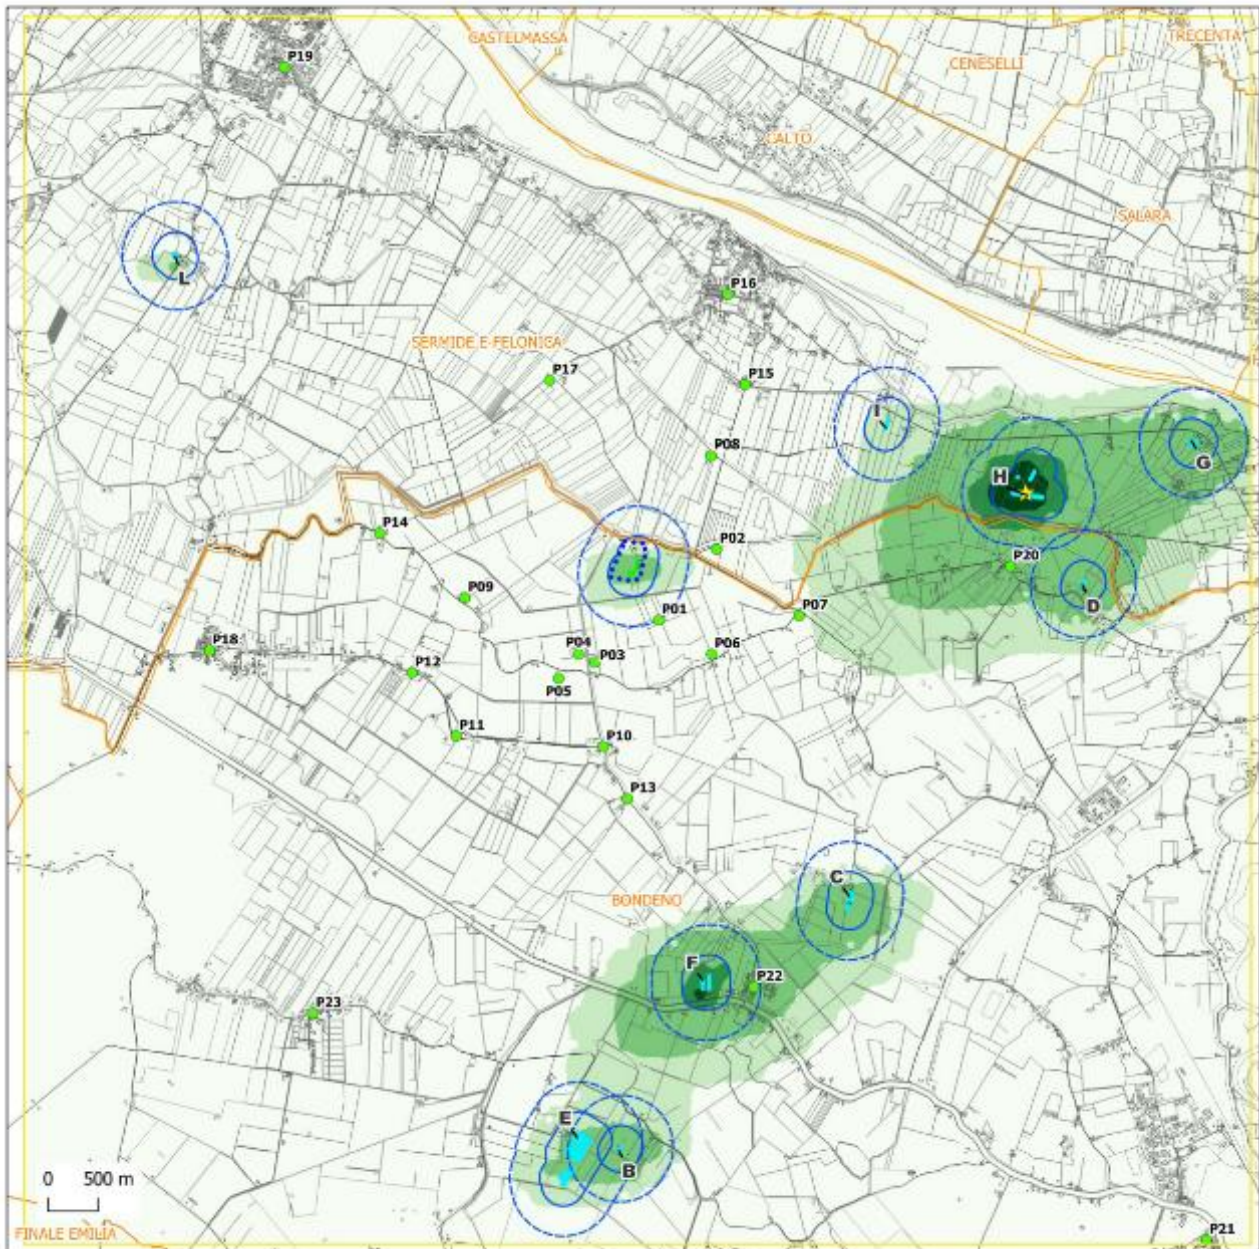 CASTELMASSA
TRECENTA
CENESELLI
P19
CALTO
SALARA
L
P16
SERMIDE E FELONICA
P17
P15
I
G
P08
H
P14
P02
P20
P09
D
P01
P07
P18
P04
P03
P06
P12
P05
P11
P10
P13
C
BONDENO
F
P22
P23
E
B
0 500 m
FINALE EMILIA
P21